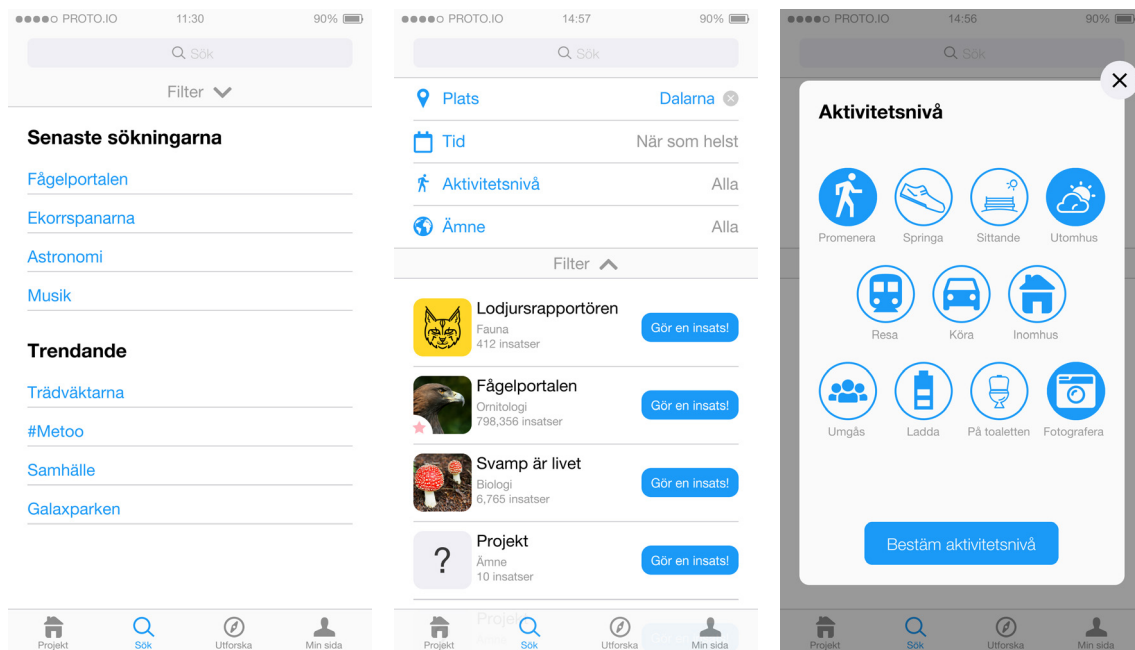 PROTO.IO 11:30 90%
Sök
Filter
Senaste sökningarna
Fågelportalen
Ekorrspanarna
Astronomi
Musik
Trendande
Trädväktarna
#Metoo
Samhälle
Galaxparken
Projekt Sök Utforska Min sida
PROTO.IO 14:57 90%
Sök
Plats Dalarna
Tid När som helst
Aktivitetsnivå Alla
Ämne Alla
Filter
Lodjursrapportören
Fauna
412 insatser
Gör en insats!
Fågelportalen
Ornitologi
798,356 insatser
Gör en insats!
Svamp är livet
Biologi
6,765 insatser
Gör en insats!
Projekt
Ämne
10 insatser
Gör en insats!
Projekt
Projekt Sök Utforska Min sida
PROTO.IO 14:56 90%
Sök
Aktivitetsnivå
Promenera Springa Sittande Utomhus
Resa Köra Inomhus
Umgås Ladda På toaletten Fotografera
Bestäm aktivitetsnivå
Projekt Sök Utforska Min sida